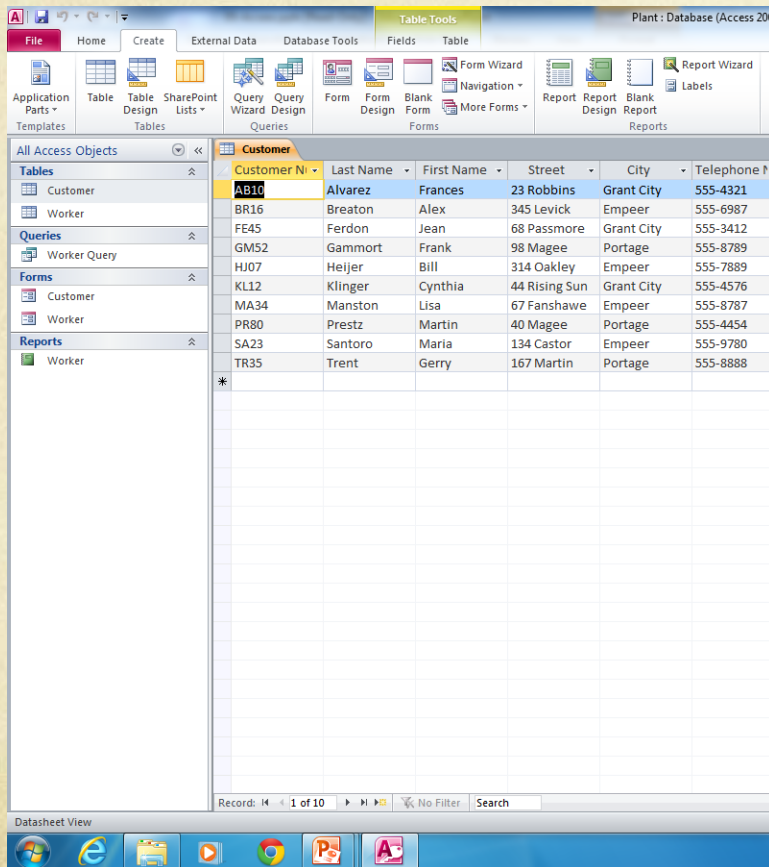 Table Tools
Plant : Database (Access 200
File Home Create External Data Database Tools Fields Table
Application Parts
Table
Table Design
SharePoint Lists
Query Wizard
Query Design
Form
Form Design
Blank Form
Form Wizard
Navigation
More Forms
Report
Report Design
Blank Report
Report Wizard
Labels
Templates Tables Queries Forms Reports
All Access Objects
Tables
Customer
Worker
Queries
Worker Query
Forms
Customer
Worker
Reports
Worker
Customer
Customer Nu Last Name First Name Street City Telephone N
AB10 Alvarez Frances 23 Robbins Grant City 555-4321
BR16 Breaton Alex 345 Levick Empeer 555-6987
FE45 Ferdon Jean 68 Passmore Grant City 555-3412
GM52 Gammort Frank 98 Magee Portage 555-8789
HJ07 Heijer Bill 314 Oakley Empeer 555-7889
KL12 Klinger Cynthia 44 Rising Sun Grant City 555-4576
MA34 Manston Lisa 67 Fanshawe Empeer 555-8787
PR80 Prestz Martin 40 Magee Portage 555-4454
SA23 Santoro Maria 134 Castor Empeer 555-9780
TR35 Trent Gerry 167 Martin Portage 555-8888
Record: 1 of 10 No Filter Search
Datasheet View